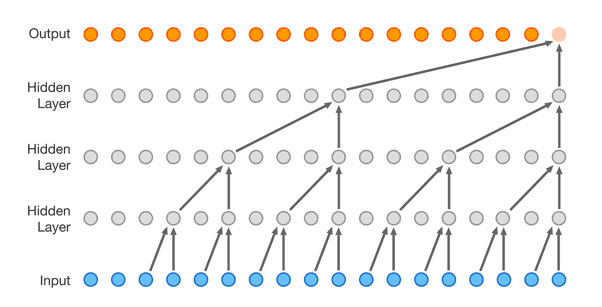 Output
Hidden
Layer
Hidden
Layer
Hidden
Layer
Input